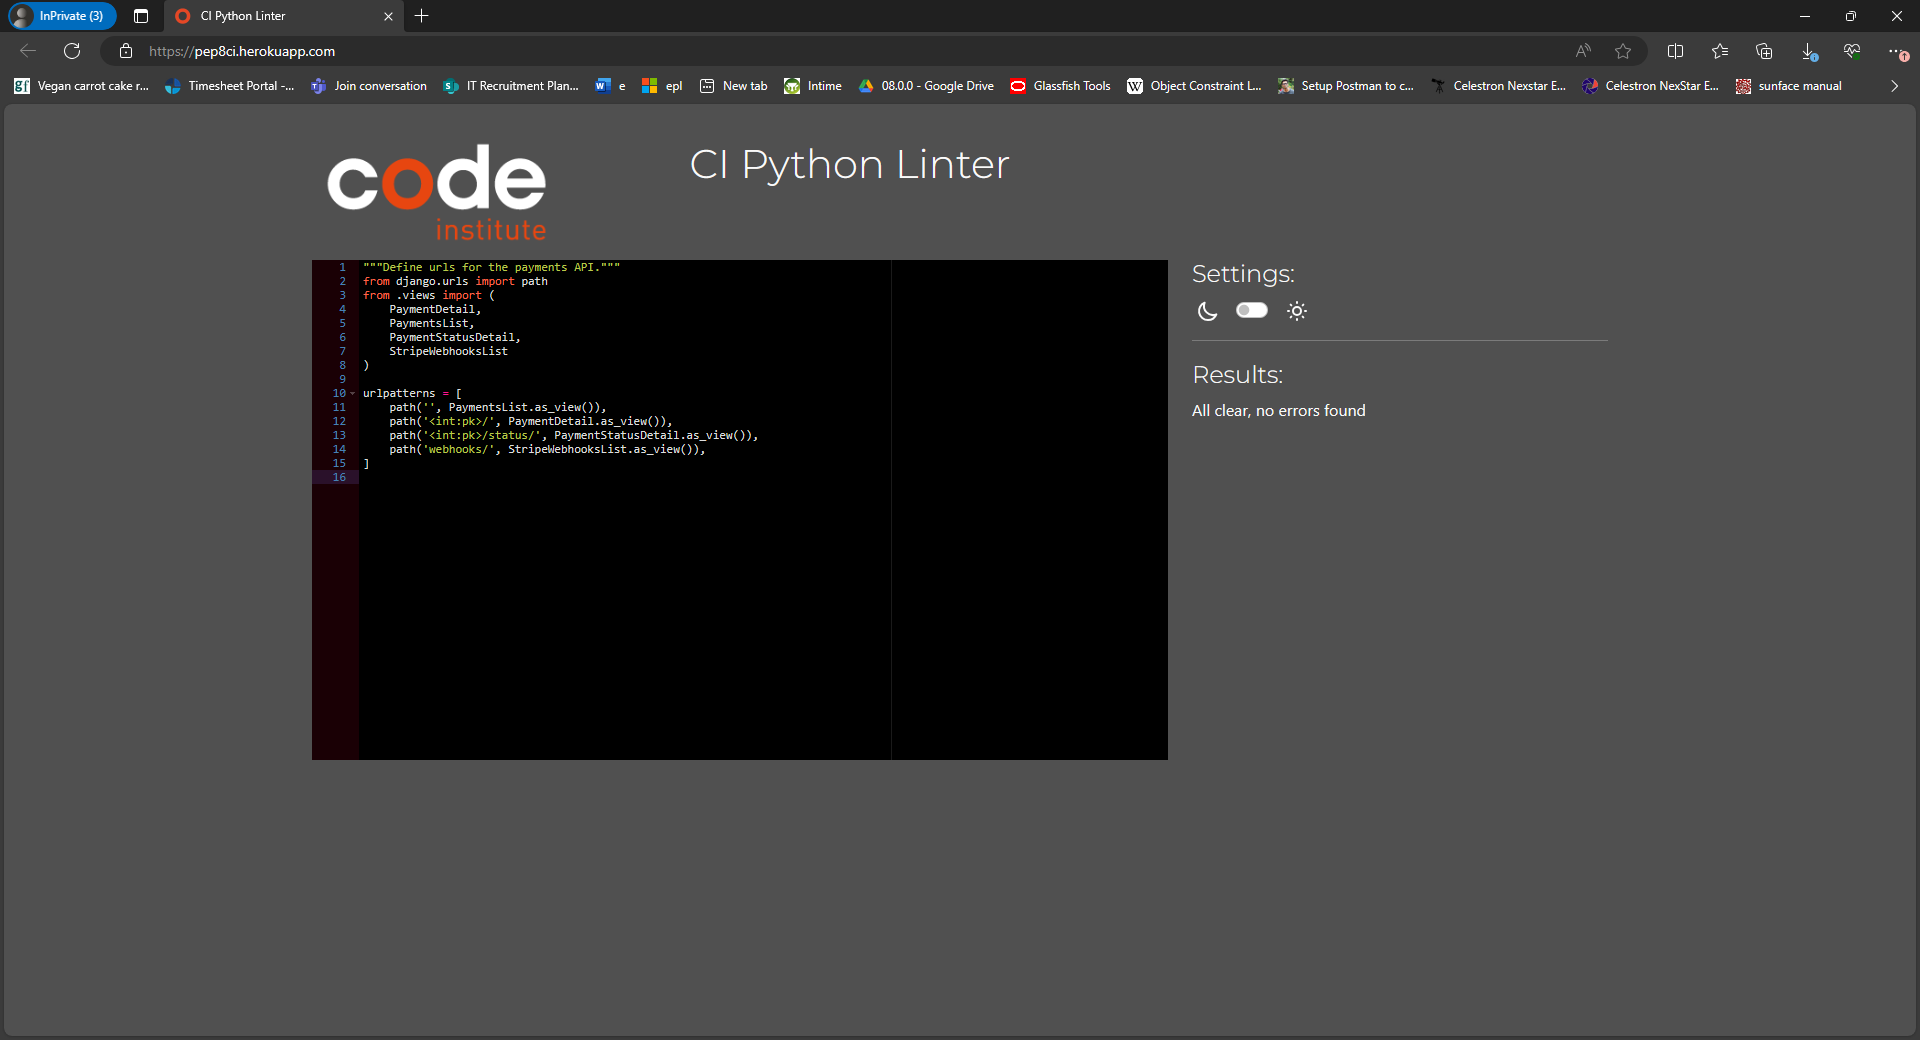 InPrivate (3)
CI Python Linter
https://pep8ci.herokuapp.com
gf Vegan carrot cake r... Timesheet Portal -... Join conversation IT Recruitment Plan... e epl New tab Intime 08.0.0 - Google Drive Glassfish Tools W Object Constraint L... Setup Postman to c... Celestron Nexstar E... Celestron NexStar E... sunface manual
code
institute
CI Python Linter
1 """Define urls for the payments API."""
2 from django.urls import path
3 from .views import (
4     PaymentDetail,
5     PaymentsList,
6     PaymentStatusDetail,
7     StripeWebhooksList
8 )
9
10 urlpatterns = [
11     path('', PaymentsList.as_view()),
12     path('<int:pk>/', PaymentDetail.as_view()),
13     path('<int:pk>/status/', PaymentStatusDetail.as_view()),
14     path('webhooks/', StripeWebhooksList.as_view()),
15 ]
16
Settings:
Results:
All clear, no errors found